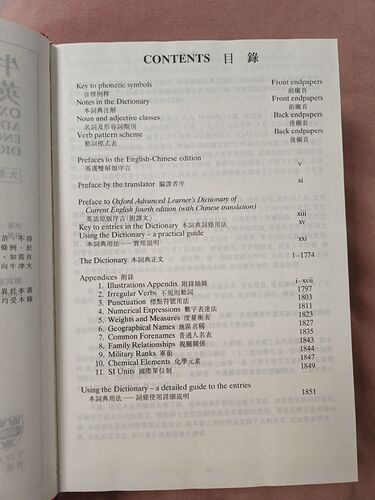 CONTENTS 目錄
Key to phonetic symbols Front endpapers
音標例釋 前襯頁
Notes in the Dictionary Front endpapers
本詞典注解 前襯頁
Noun and adjective classes Back endpapers
名詞及形容詞類別 後襯頁
Verb pattern scheme Back endpapers
動詞模式表 後襯頁
Prefaces to the English-Chinese edition v
英漢雙解版序言
Preface by the translator 編譯者序 xi
Preface to Oxford Advanced Learner's Dictionary of
Current English fourth edition (with Chinese translation) xiii
英語原版序言(附譯文)
Key to entries in the Dictionary 本詞典詞條說明 xv
Using the Dictionary – a practical guide xxi
本詞典用法 — 實用說明
The Dictionary 本詞典正文 1–1774
Appendices 附錄
1. Illustrations Appendix 附錄插圖 i–xvii
2. Irregular Verbs 不規則動詞 1797
3. Punctuation 標點符號用法 1803
4. Numerical Expressions 數字表達法 1811
5. Weights and Measures 度量衡表 1823
6. Geographical Names 地區名稱 1827
7. Common Forenames 普通人名表 1835
8. Family Relationships 親屬關係 1843
9. Military Ranks 軍銜 1844
10. Chemical Elements 化學元素 1847
11. SI Units 國際單位制 1849
Using the Dictionary – a detailed guide to the entries 1851
本詞典用法 — 詞條使用詳細說明